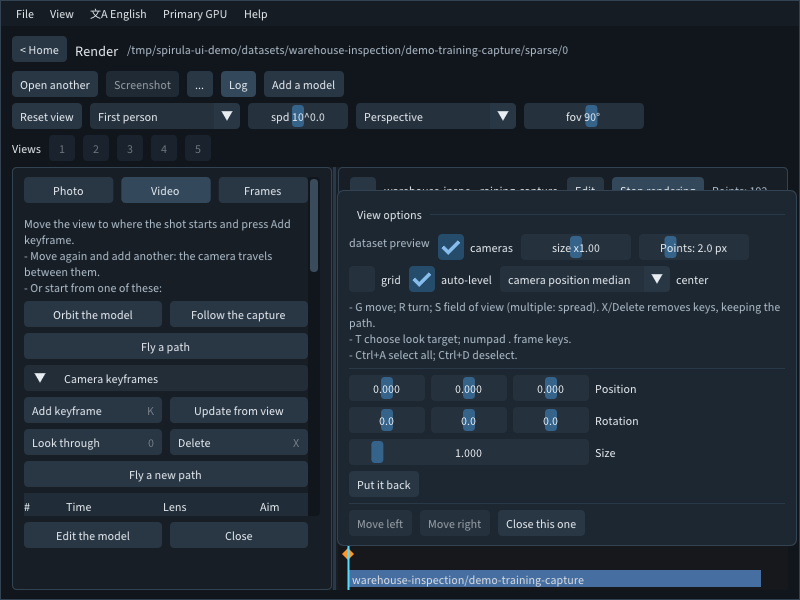 File View 文A English Primary GPU Help
< Home Render /tmp/spirula-ui-demo/datasets/warehouse-inspection/demo-training-capture/sparse/0
Open another Screenshot ... Log Add a model
Reset view First person spd 10^0.0 Perspective fov 90°
Views 1 2 3 4 5
Photo Video Frames
Move the view to where the shot starts and press Add
keyframe.
- Move again and add another: the camera travels
between them.
- Or start from one of these:
Orbit the model Follow the capture
Fly a path
Camera keyframes
Add keyframe K Update from view
Look through 0 Delete X
Fly a new path
# Time Lens Aim
Edit the model Close
View options
dataset preview cameras size x1.00 Points: 2.0 px
grid auto-level camera position median center
- G move; R turn; S field of view (multiple: spread). X/Delete removes keys, keeping the
path.
- T choose look target; numpad . frame keys.
- Ctrl+A select all; Ctrl+D deselect.
0.000 0.000 0.000 Position
0.0 0.0 0.0 Rotation
1.000 Size
Put it back
Move left Move right Close this one
warehouse-inspection/demo-training-capture